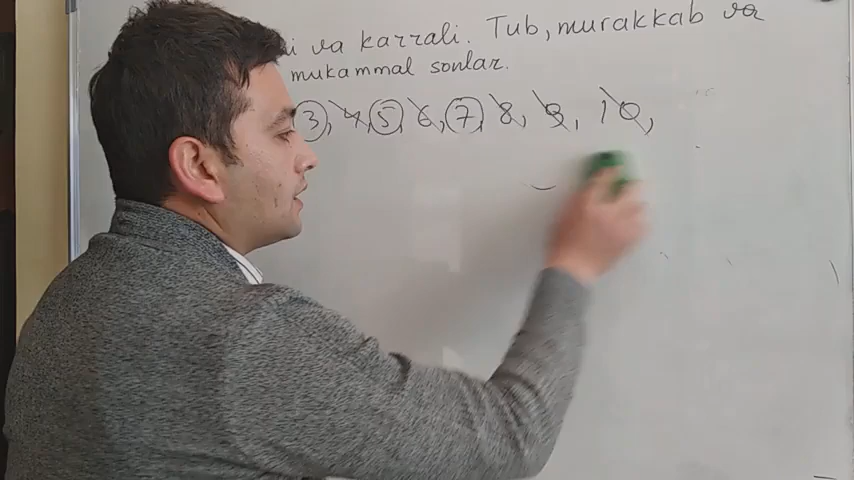 i va karrali. Tub, murakkab va
mukammal sonlar.
3, 4, 5, 6, 7, 8, 9, 10,